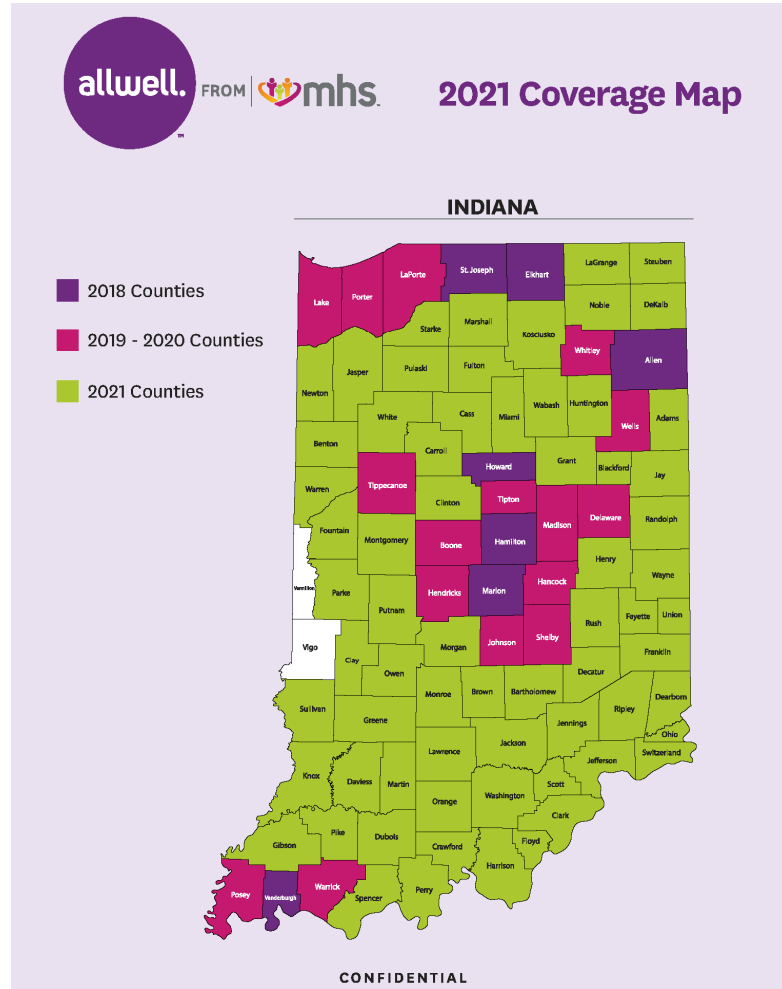 allwell.
FROM
mhs
2021 Coverage Map
TM
INDIANA
2018 Counties
2019 - 2020 Counties
2021 Counties
St. Joseph
Elkhart
LaGrange
Steuben
LaPorte
Lake
Porter
Noble
DeKalb
Starke
Marshall
Kosciusko
Whitley
Allen
Newton
Jasper
Pulaski
Fulton
White
Cass
Miami
Wabash
Huntington
Wells
Adams
Benton
Carroll
Howard
Grant
Blackford
Jay
Warren
Tippecanoe
Clinton
Tipton
Madison
Delaware
Randolph
Fountain
Montgomery
Boone
Hamilton
Henry
Wayne
Vermillion
Parke
Putnam
Hendricks
Marion
Hancock
Rush
Fayette
Union
Vigo
Clay
Owen
Morgan
Johnson
Shelby
Franklin
Decatur
Sullivan
Greene
Monroe
Brown
Bartholomew
Jennings
Ripley
Dearborn
Ohio
Switzerland
Jefferson
Knox
Daviess
Martin
Lawrence
Jackson
Scott
Orange
Washington
Clark
Gibson
Pike
Dubois
Crawford
Floyd
Harrison
Posey
Vanderburgh
Warrick
Spencer
Perry
CONFIDENTIAL